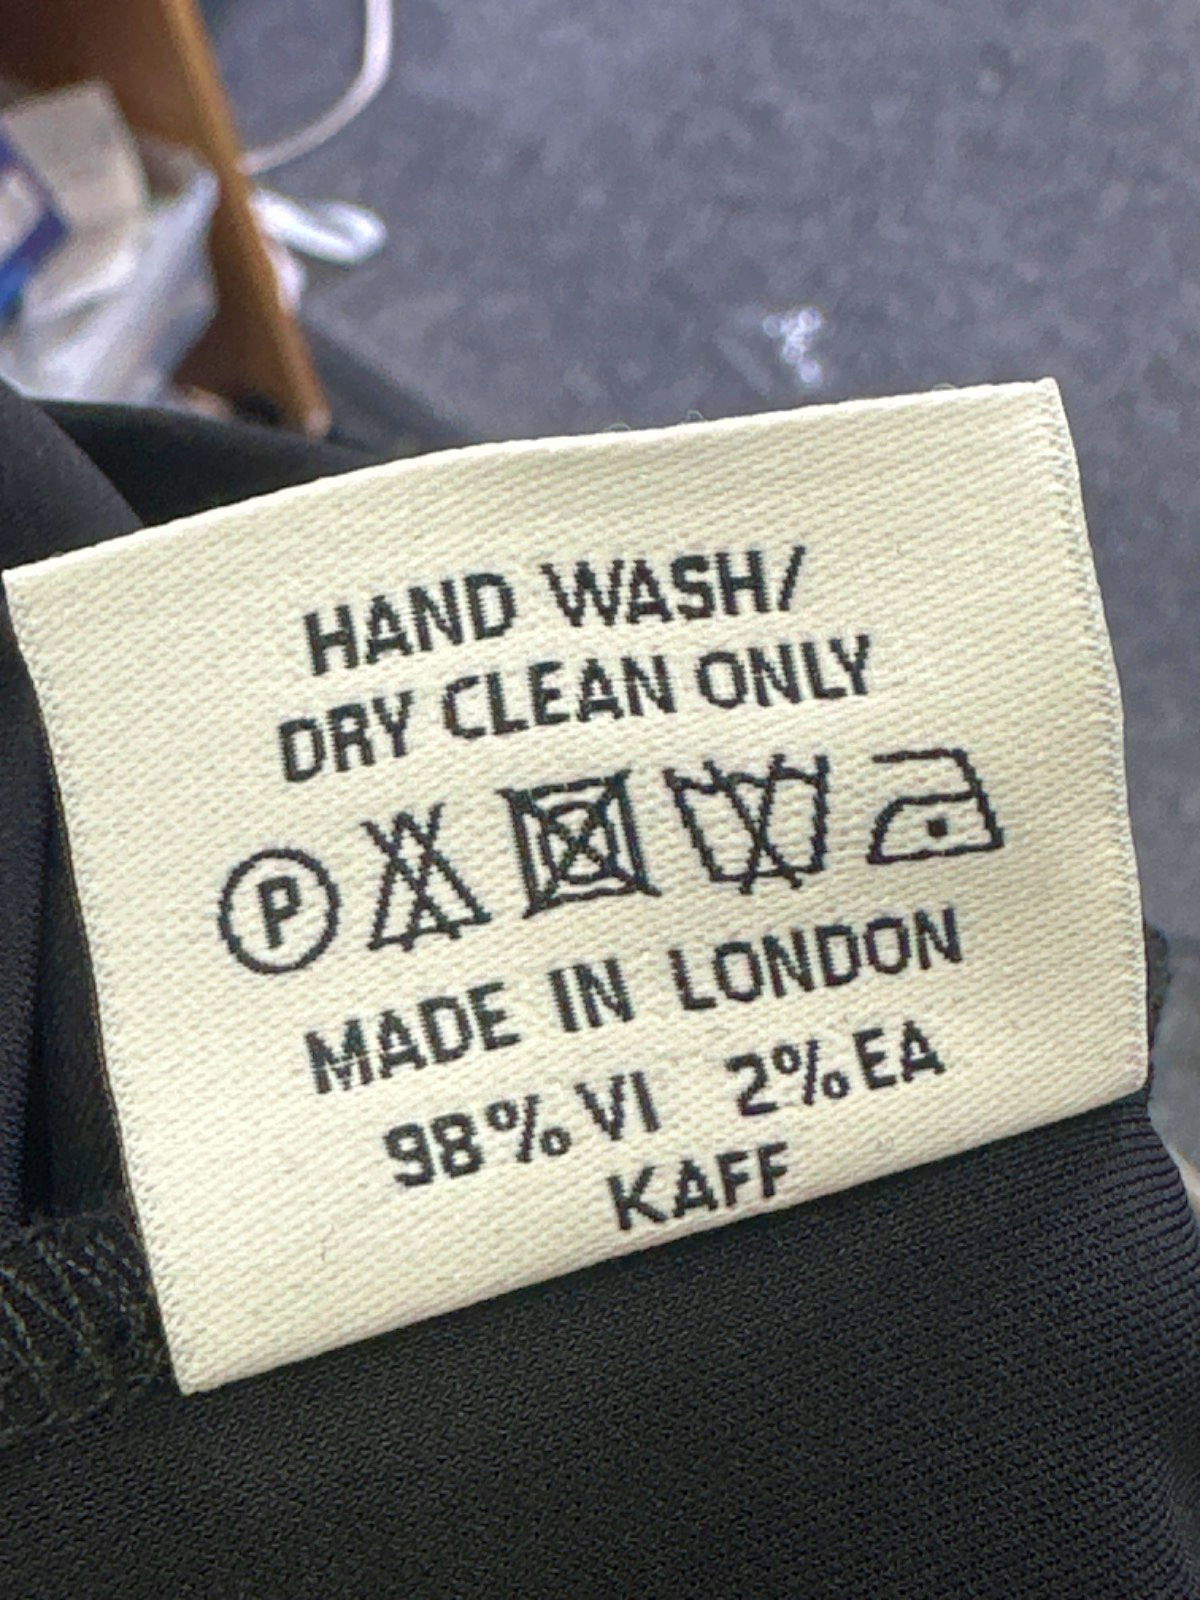 HAND WASH/
DRY CLEAN ONLY
P
MADE IN LONDON
98% VI 2% EA
KAFF